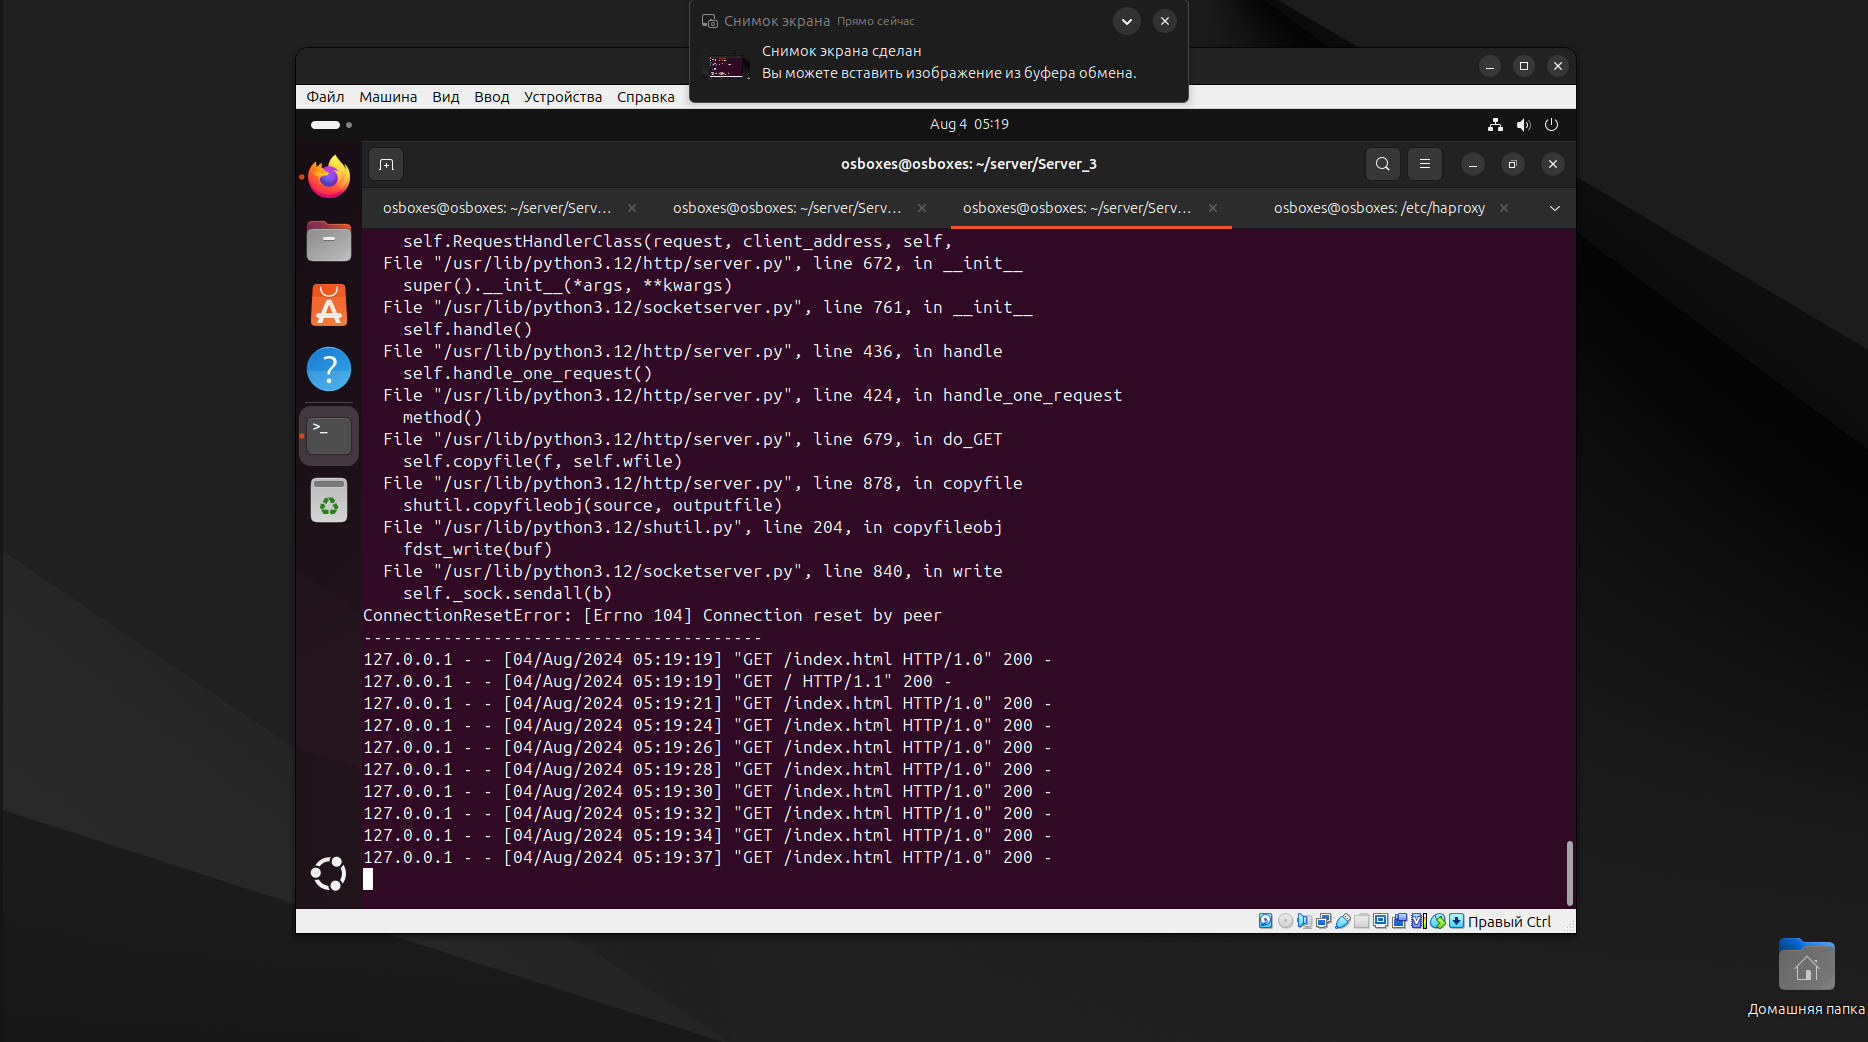 Снимок экрана Прямо сейчас
Снимок экрана сделан
Вы можете вставить изображение из буфера обмена.
Файл Машина Вид Ввод Устройства Справка
Aug 4 05:19
osboxes@osboxes: ~/server/Server_3
osboxes@osboxes: ~/server/Serv... osboxes@osboxes: ~/server/Serv... osboxes@osboxes: ~/server/Serv... osboxes@osboxes: /etc/haproxy
self.RequestHandlerClass(request, client_address, self,
File "/usr/lib/python3.12/http/server.py", line 672, in __init__
super().__init__(*args, **kwargs)
File "/usr/lib/python3.12/socketserver.py", line 761, in __init__
self.handle()
File "/usr/lib/python3.12/http/server.py", line 436, in handle
self.handle_one_request()
File "/usr/lib/python3.12/http/server.py", line 424, in handle_one_request
method()
File "/usr/lib/python3.12/http/server.py", line 679, in do_GET
self.copyfile(f, self.wfile)
File "/usr/lib/python3.12/http/server.py", line 878, in copyfile
shutil.copyfileobj(source, outputfile)
File "/usr/lib/python3.12/shutil.py", line 204, in copyfileobj
fdst_write(buf)
File "/usr/lib/python3.12/socketserver.py", line 840, in write
self._sock.sendall(b)
ConnectionResetError: [Errno 104] Connection reset by peer
----------------------------------------
127.0.0.1 - - [04/Aug/2024 05:19:19] "GET /index.html HTTP/1.0" 200 -
127.0.0.1 - - [04/Aug/2024 05:19:19] "GET / HTTP/1.1" 200 -
127.0.0.1 - - [04/Aug/2024 05:19:21] "GET /index.html HTTP/1.0" 200 -
127.0.0.1 - - [04/Aug/2024 05:19:24] "GET /index.html HTTP/1.0" 200 -
127.0.0.1 - - [04/Aug/2024 05:19:26] "GET /index.html HTTP/1.0" 200 -
127.0.0.1 - - [04/Aug/2024 05:19:28] "GET /index.html HTTP/1.0" 200 -
127.0.0.1 - - [04/Aug/2024 05:19:30] "GET /index.html HTTP/1.0" 200 -
127.0.0.1 - - [04/Aug/2024 05:19:32] "GET /index.html HTTP/1.0" 200 -
127.0.0.1 - - [04/Aug/2024 05:19:34] "GET /index.html HTTP/1.0" 200 -
127.0.0.1 - - [04/Aug/2024 05:19:37] "GET /index.html HTTP/1.0" 200 -
Правый Ctrl
Домашняя папка